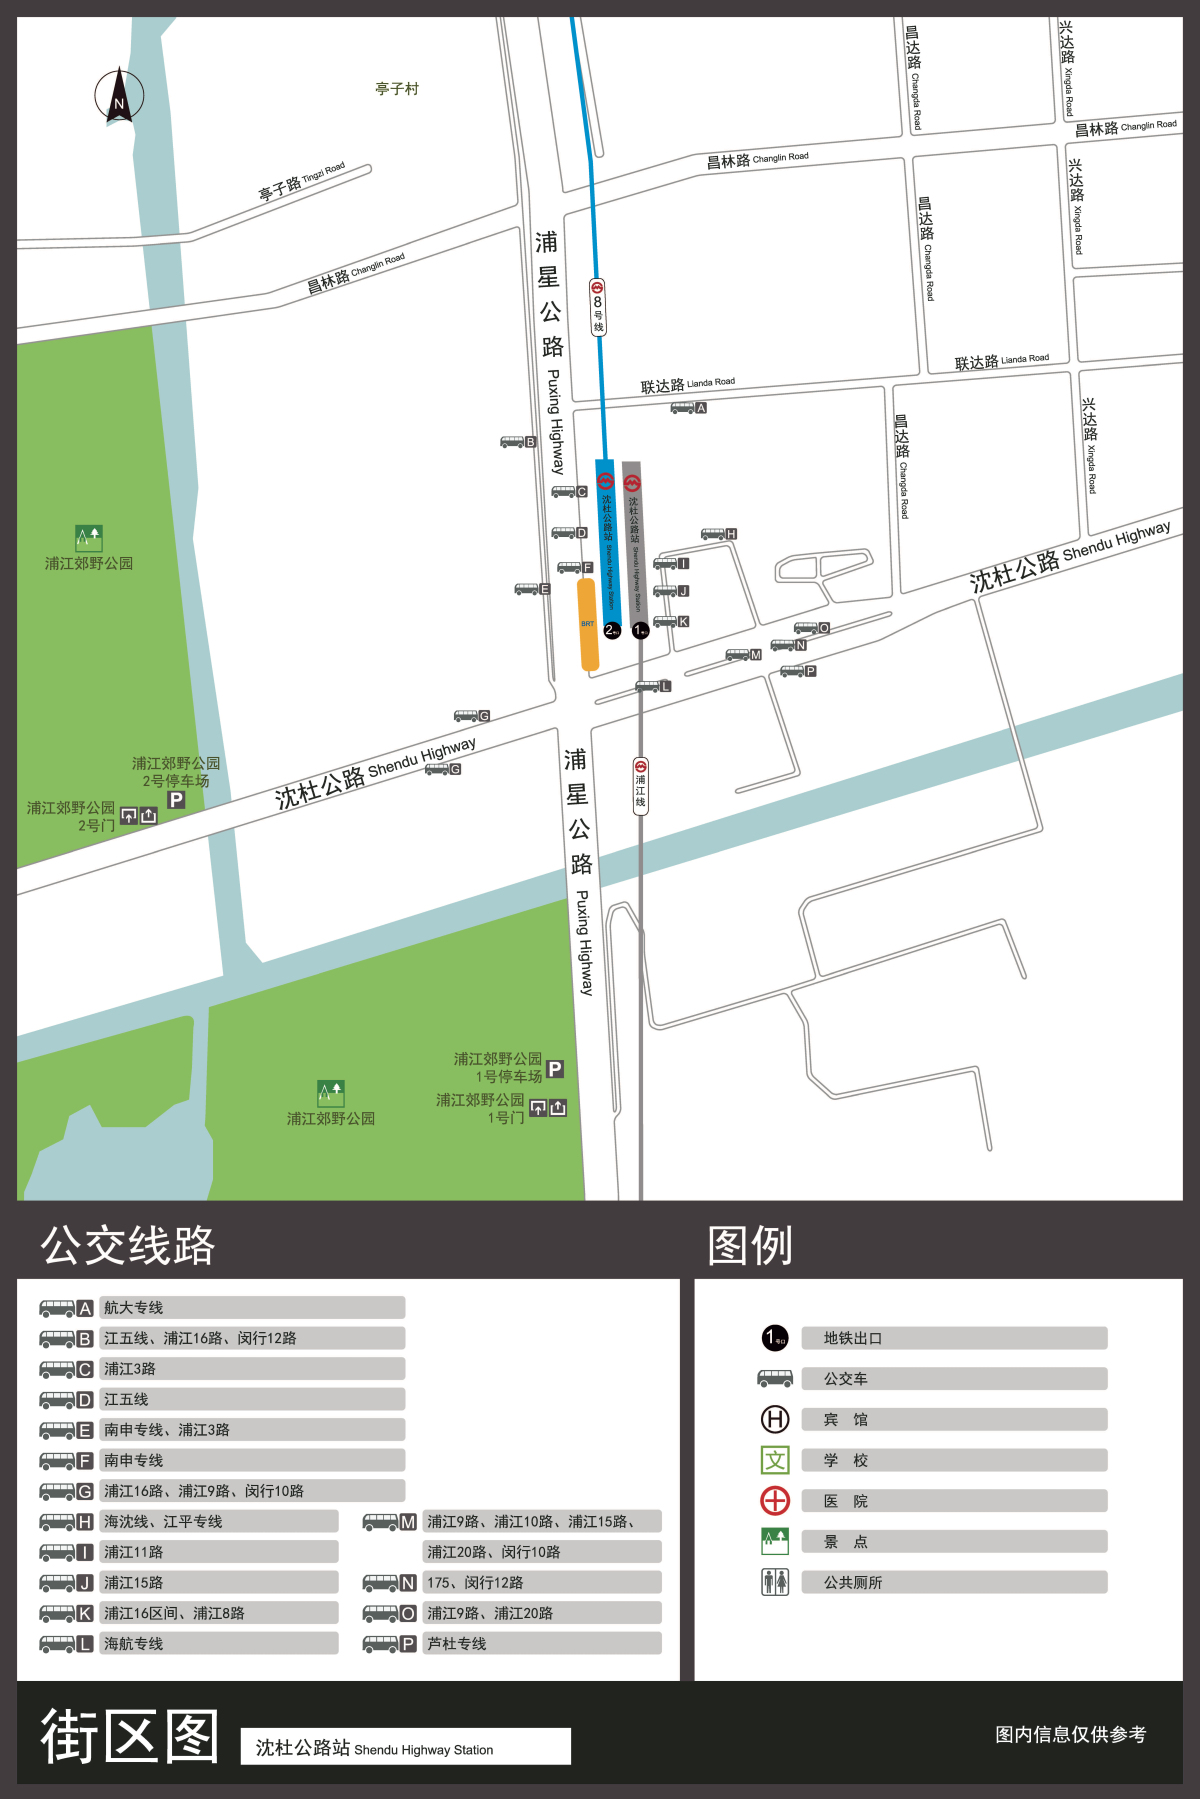 N
亭子村
昌达路 Changda Road
兴达路 Xingda Road
昌林路 Changlin Road
昌林路 Changlin Road
亭子路 Tingzi Road
兴达路 Xingda Road
昌达路 Changda Road
昌林路 Changlin Road
浦星公路 Puxing Highway
8号线
联达路 Lianda Road
联达路 Lianda Road
A
B
兴达路 Xingda Road
昌达路 Changda Road
C
D
沈杜公路站 Shendu Highway Station
沈杜公路站 Shendu Highway Station
H
I
F
E
J
K
浦江郊野公园
沈杜公路 Shendu Highway
BRT
2号口
1号口
O
N
M
P
L
G
沈杜公路 Shendu Highway
G
浦江郊野公园
2号停车场
P
浦江郊野公园
2号门
浦星公路 Puxing Highway
浦江线
浦江郊野公园
1号停车场
P
浦江郊野公园
1号门
浦江郊野公园
公交线路
A 航大专线
B 江五线、浦江16路、闵行12路
C 浦江3路
D 江五线
E 南申专线、浦江3路
F 南申专线
G 浦江16路、浦江9路、闵行10路
H 海沈线、江平专线
I 浦江11路
J 浦江15路
K 浦江16区间、浦江8路
L 海航专线
M 浦江9路、浦江10路、浦江15路、
浦江20路、闵行10路
N 175、闵行12路
O 浦江9路、浦江20路
P 芦杜专线
图例
1号口 地铁出口
公交车
H 宾 馆
文 学 校
医 院
景 点
公共厕所
街区图
沈杜公路站 Shendu Highway Station
图内信息仅供参考